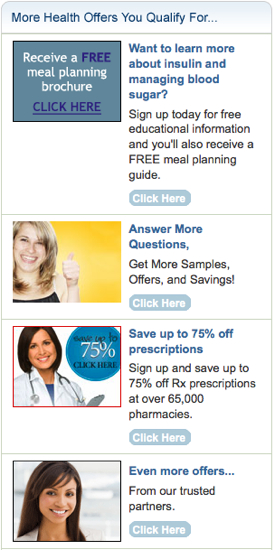 More Health Offers You Qualify For...
Receive a FREE
meal planning
brochure
CLICK HERE
Want to learn more
about insulin and
managing blood
sugar?
Sign up today for free
educational information
and you'll also receive a
FREE meal planning
guide.
Click Here
Answer More
Questions,
Get More Samples,
Offers, and Savings!
Click Here
save up to
75%
CLICK HERE
Save up to 75% off
prescriptions
Sign up and save up to
75% off Rx prescriptions
at over 65,000
pharmacies.
Click Here
Even more offers...
From our trusted
partners.
Click Here